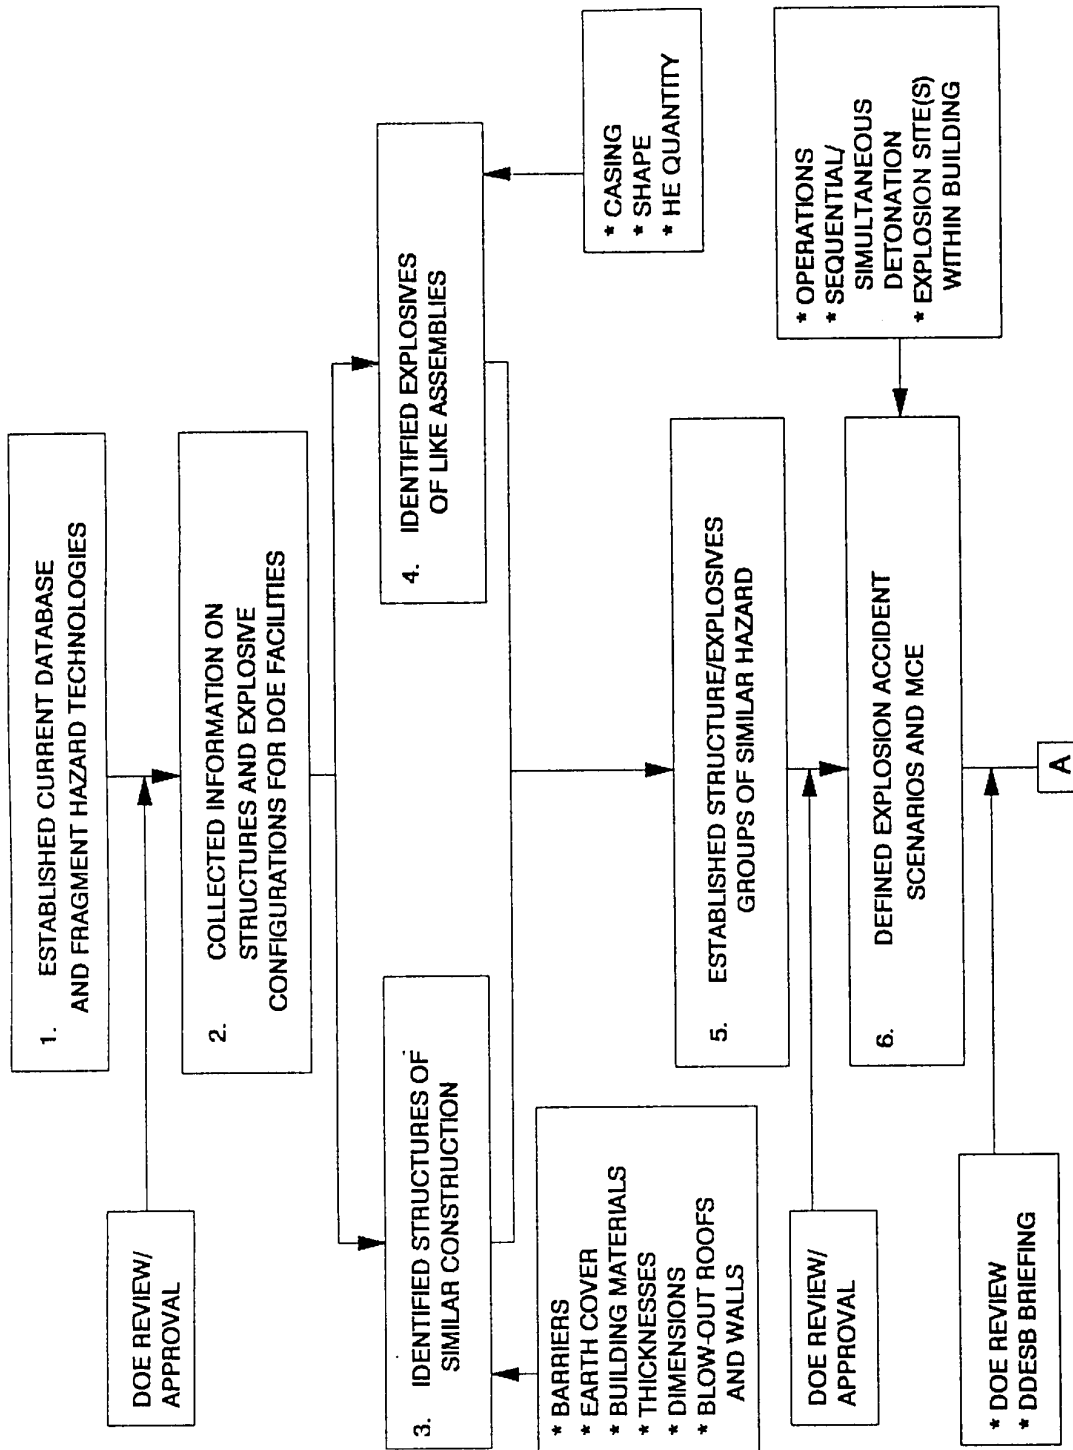 1. ESTABLISHED CURRENT DATABASE
AND FRAGMENT HAZARD TECHNOLOGIES
DOE REVIEW/
APPROVAL
2. COLLECTED INFORMATION ON
STRUCTURES AND EXPLOSIVE
CONFIGURATIONS FOR DOE FACILITIES
3. IDENTIFIED STRUCTURES OF
SIMILAR CONSTRUCTION
4. IDENTIFIED EXPLOSIVES
OF LIKE ASSEMBLIES
* BARRIERS
* EARTH COVER
* BUILDING MATERIALS
* THICKNESSES
* DIMENSIONS
* BLOW-OUT ROOFS
AND WALLS
* CASING
* SHAPE
* HE QUANTITY
5. ESTABLISHED STRUCTURE/EXPLOSIVES
GROUPS OF SIMILAR HAZARD
DOE REVIEW/
APPROVAL
6. DEFINED EXPLOSION ACCIDENT
SCENARIOS AND MCE
* OPERATIONS
* SEQUENTIAL/
SIMULTANEOUS
DETONATION
* EXPLOSION SITE(S)
WITHIN BUILDING
* DOE REVIEW
* DDESB BRIEFING
A